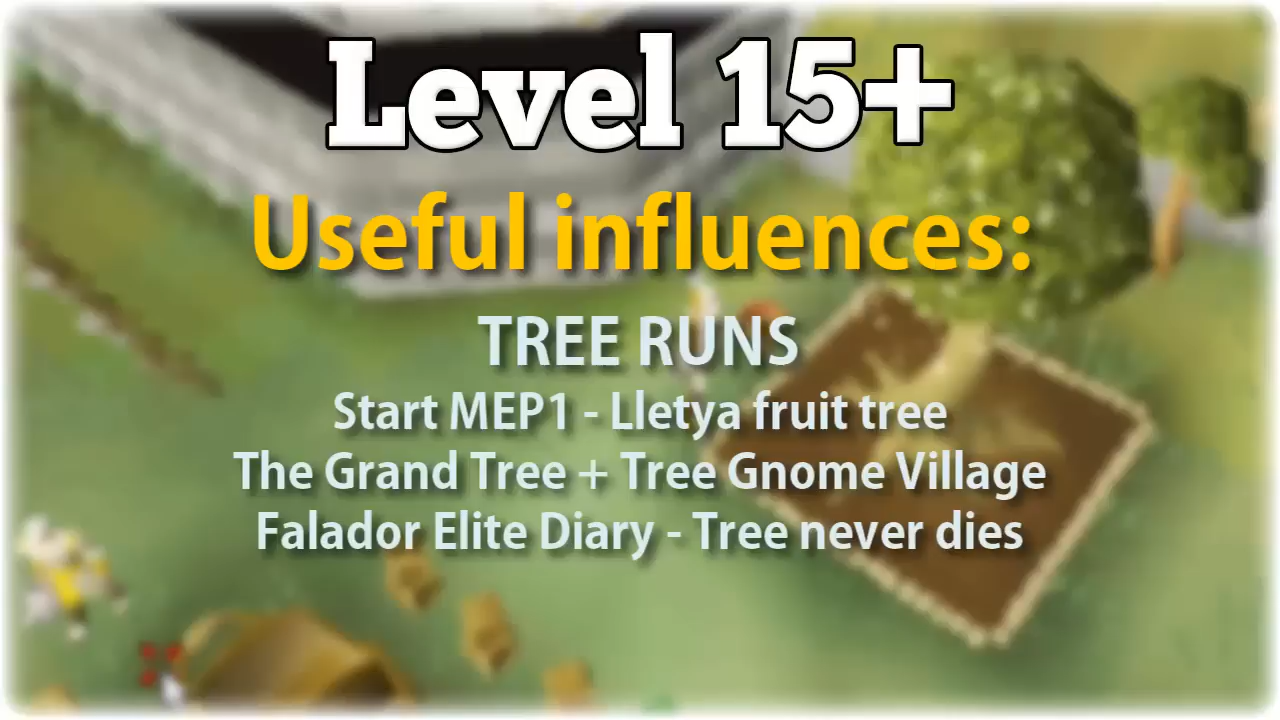 Level 15+
Useful influences:
TREE RUNS
Start MEP1 - Lletya fruit tree
The Grand Tree + Tree Gnome Village
Falador Elite Diary - Tree never dies